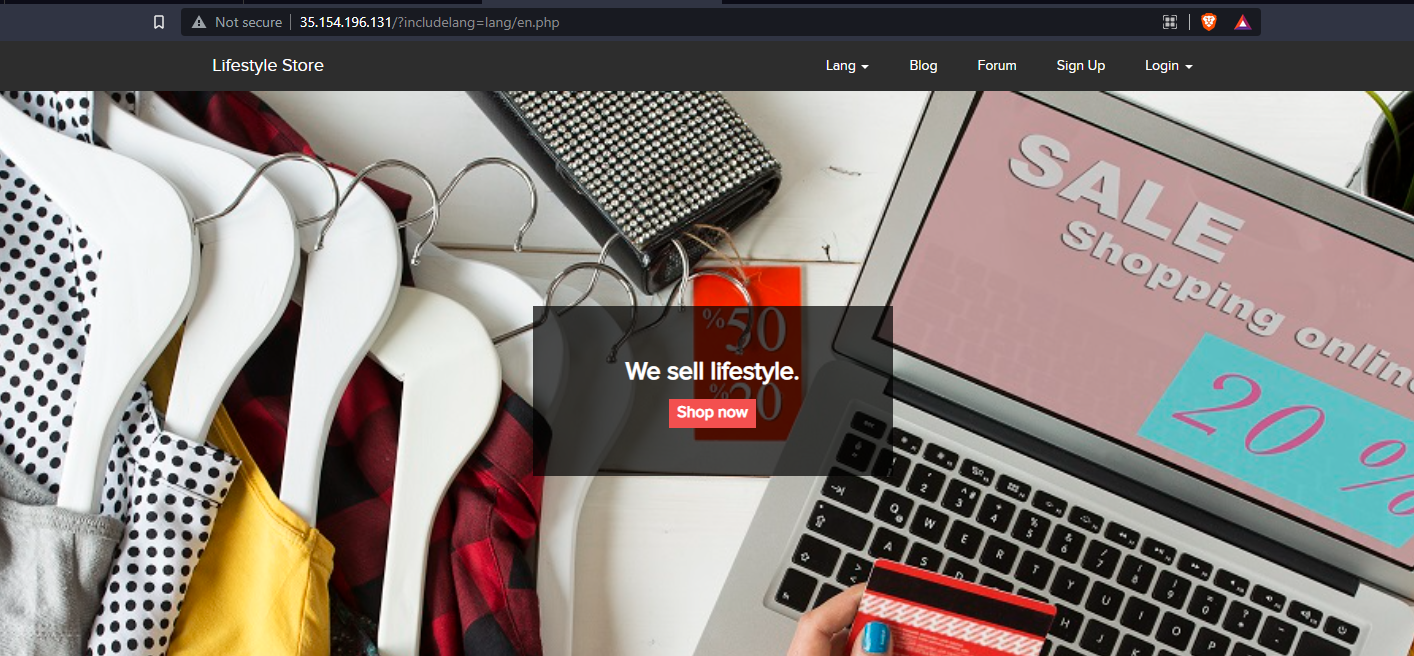 Not secure 35.154.196.131/?includelang=lang/en.php
Lifestyle Store Lang Blog Forum Sign Up Login
SALE
Shopping online
%50
We sell lifestyle.
Shop now
20 %
Q W E R T Y U I O P
A S D H J